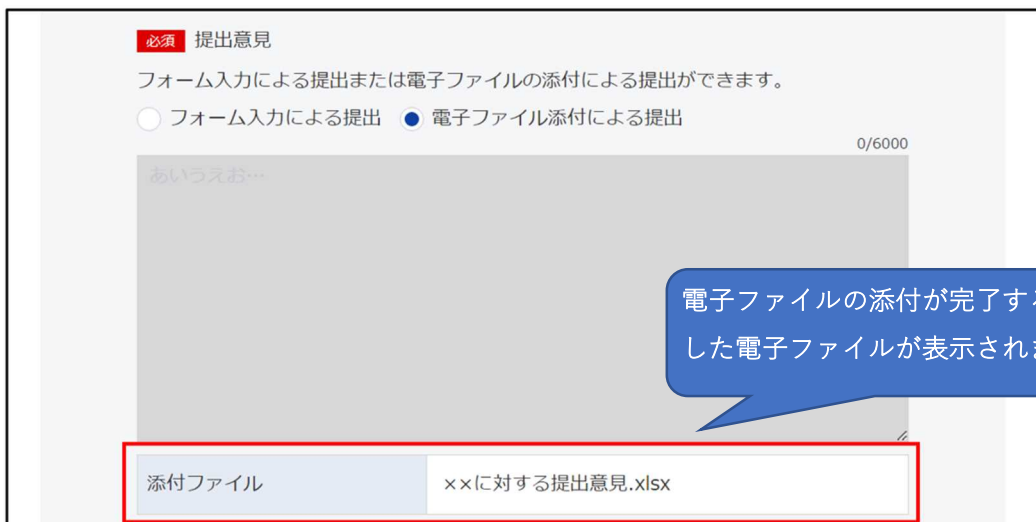 必須 提出意見
フォーム入力による提出または電子ファイルの添付による提出ができます。
フォーム入力による提出 電子ファイル添付による提出
0/6000
あいうえお…
電子ファイルの添付が完了する
した電子ファイルが表示されま
添付ファイル ××に対する提出意見.xlsx